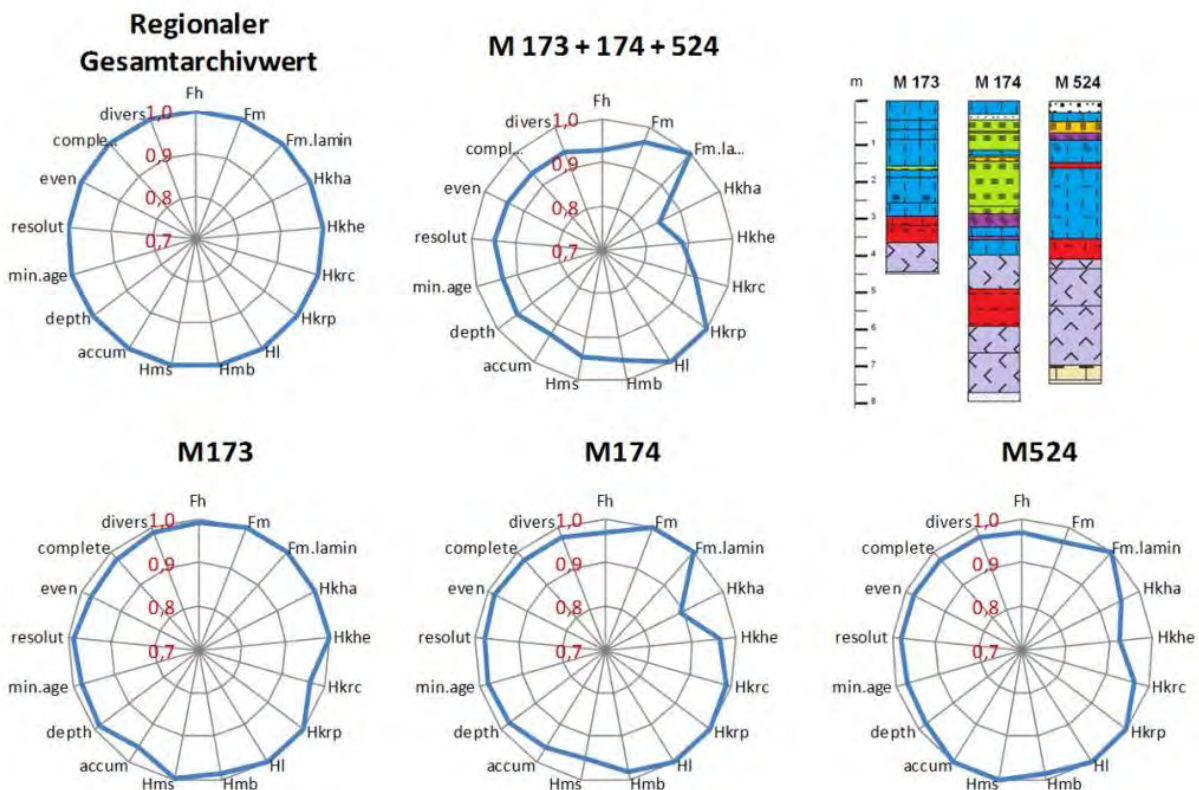 Regionaler
Gesamtarchivwert
Fh
Fm
Fm.lamin
Hkha
Hkhe
Hkrc
Hkrp
Hl
Hmb
Hms
accum
depth
min.age
resolut
even
comple...
divers
1,0
0,9
0,8
0,7
M 173 + 174 + 524
Fh
Fm
Fm.la...
Hkha
Hkhe
Hkrc
Hkrp
Hl
Hmb
Hms
accum
depth
min.age
resolut
even
compl...
divers
1,0
0,9
0,8
0,7
m
M 173
M 174
M 524
1
2
3
4
5
6
7
8
M173
Fh
Fm
Fm.lamin
Hkha
Hkhe
Hkrc
Hkrp
Hl
Hmb
Hms
accum
depth
min.age
resolut
even
complete
divers
1,0
0,9
0,8
0,7
M174
Fh
Fm
Fm.lamin
Hkha
Hkhe
Hkrc
Hkrp
Hl
Hmb
Hms
accum
depth
min.age
resolut
even
complete
divers
1,0
0,9
0,8
0,7
M524
Fh
Fm
Fm.lamin
Hkha
Hkhe
Hkrc
Hkrp
Hl
Hmb
Hms
accum
depth
min.age
resolut
even
complete
divers
1,0
0,9
0,8
0,7